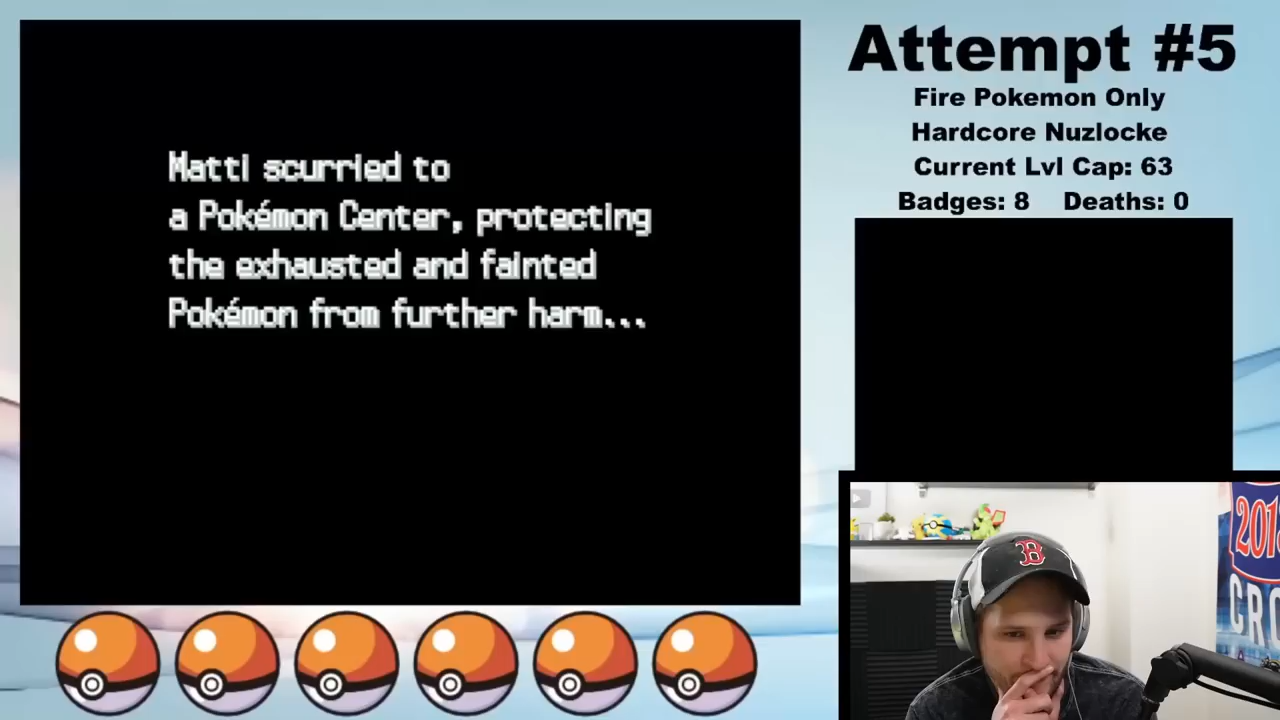 Matti scurried to
a Pokémon Center, protecting
the exhausted and fainted
Pokémon from further harm...
Attempt #5
Fire Pokemon Only
Hardcore Nuzlocke
Current Lvl Cap: 63
Badges: 8 Deaths: 0
B